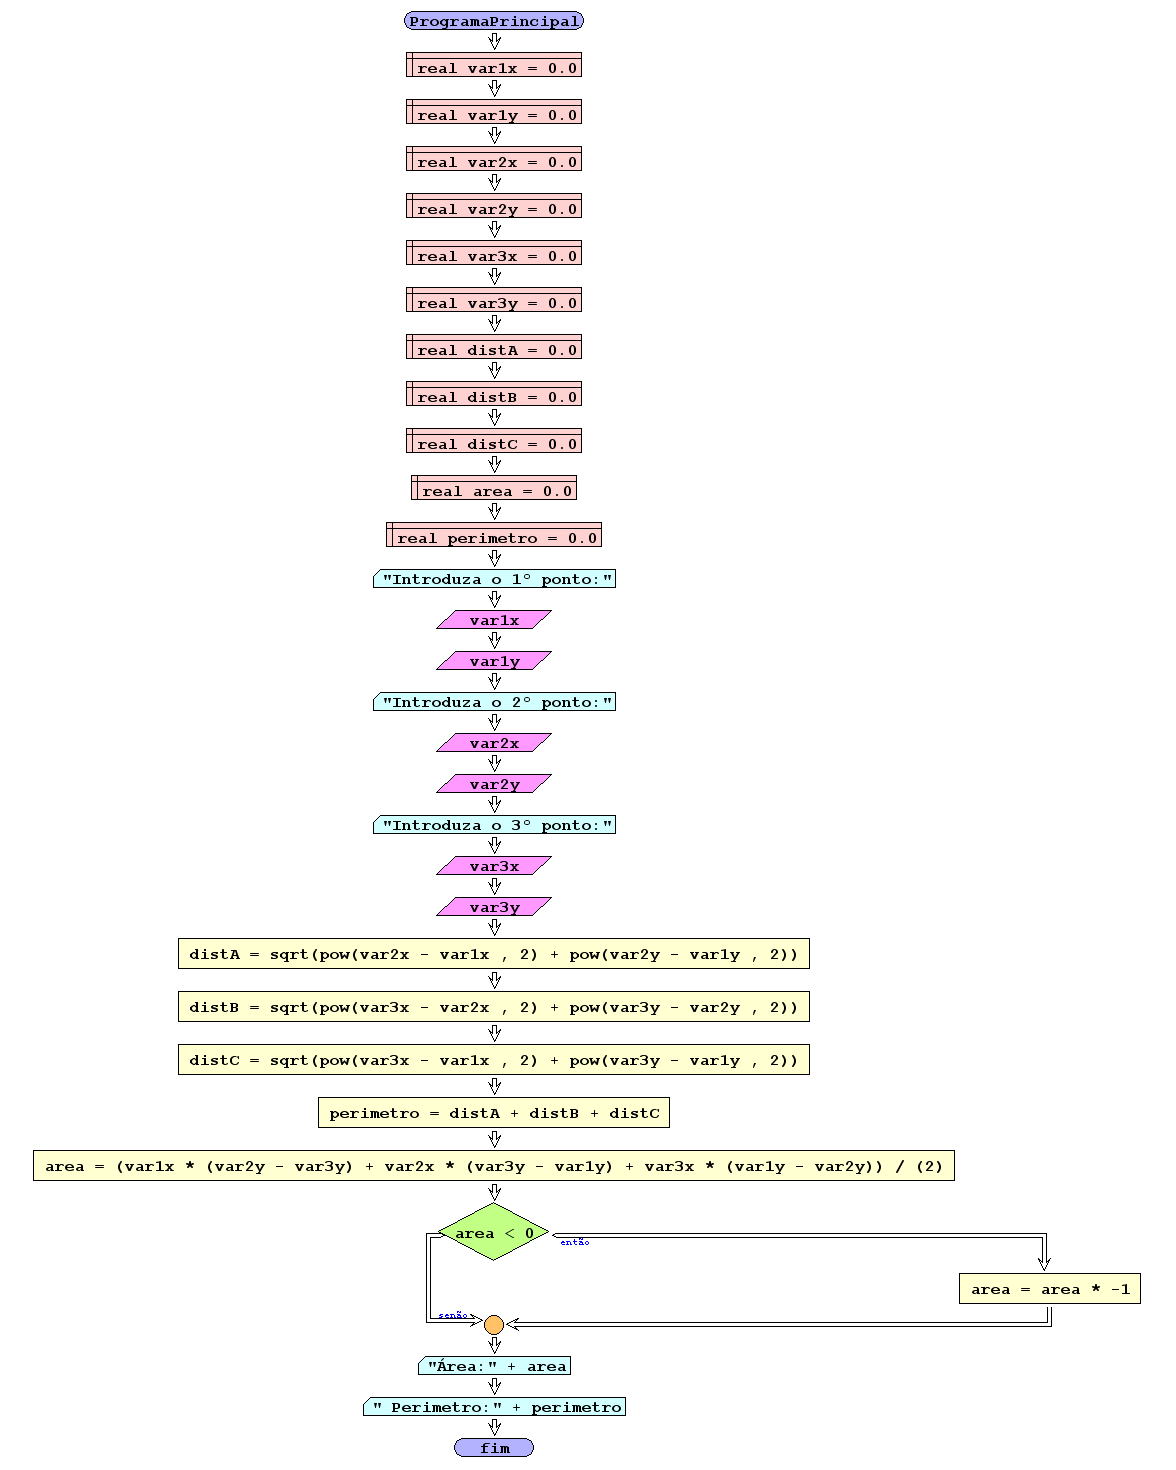 ProgramaPrincipal
real var1x = 0.0
real var1y = 0.0
real var2x = 0.0
real var2y = 0.0
real var3x = 0.0
real var3y = 0.0
real distA = 0.0
real distB = 0.0
real distC = 0.0
real area = 0.0
real perimetro = 0.0
"Introduza o 1º ponto:"
var1x
var1y
"Introduza o 2º ponto:"
var2x
var2y
"Introduza o 3º ponto:"
var3x
var3y
distA = sqrt(pow(var2x - var1x , 2) + pow(var2y - var1y , 2))
distB = sqrt(pow(var3x - var2x , 2) + pow(var3y - var2y , 2))
distC = sqrt(pow(var3x - var1x , 2) + pow(var3y - var1y , 2))
perimetro = distA + distB + distC
area = (var1x * (var2y - var3y) + var2x * (var3y - var1y) + var3x * (var1y - var2y)) / (2)
area < 0
então
area = area * -1
senão
"Área:" + area
" Perimetro:" + perimetro
fim